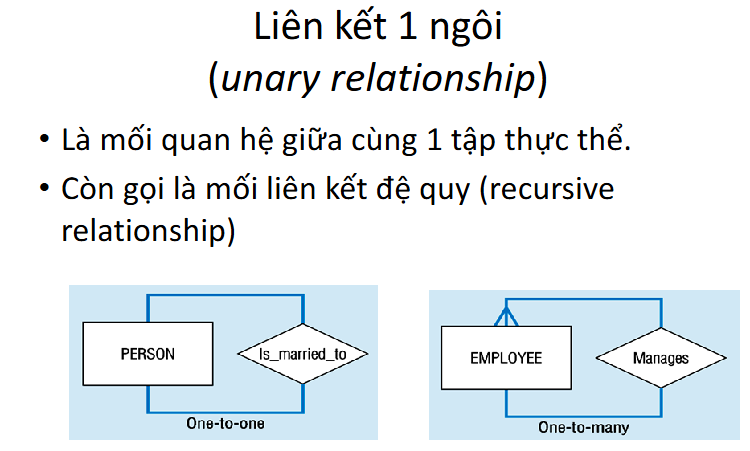 Liên kết 1 ngôi
(unary relationship)
• Là mối quan hệ giữa cùng 1 tập thực thể.
• Còn gọi là mối liên kết đệ quy (recursive
relationship)
PERSON
Is_married_to
One-to-one
EMPLOYEE
Manages
One-to-many